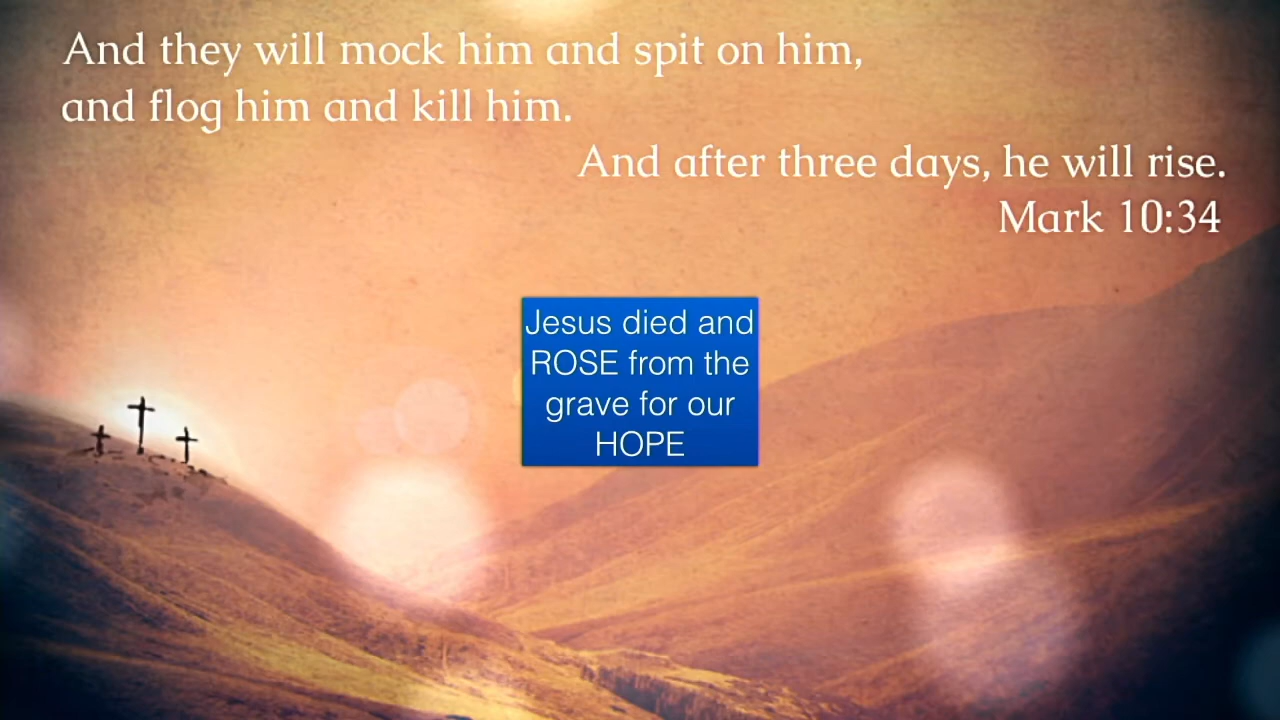 And they will mock him and spit on him,
and flog him and kill him.
And after three days, he will rise.
Mark 10:34
Jesus died and
ROSE from the
grave for our
HOPE